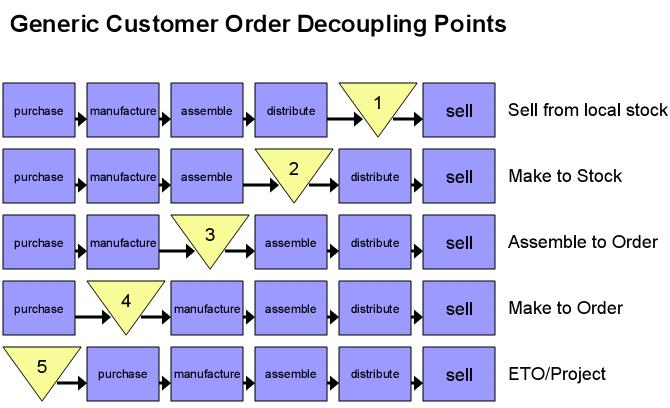 Generic Customer Order Decoupling Points
purchase manufacture assemble distribute 1 sell Sell from local stock
purchase manufacture assemble 2 distribute sell Make to Stock
purchase manufacture 3 assemble distribute sell Assemble to Order
purchase 4 manufacture assemble distribute sell Make to Order
5 purchase manufacture assemble distribute sell ETO/Project